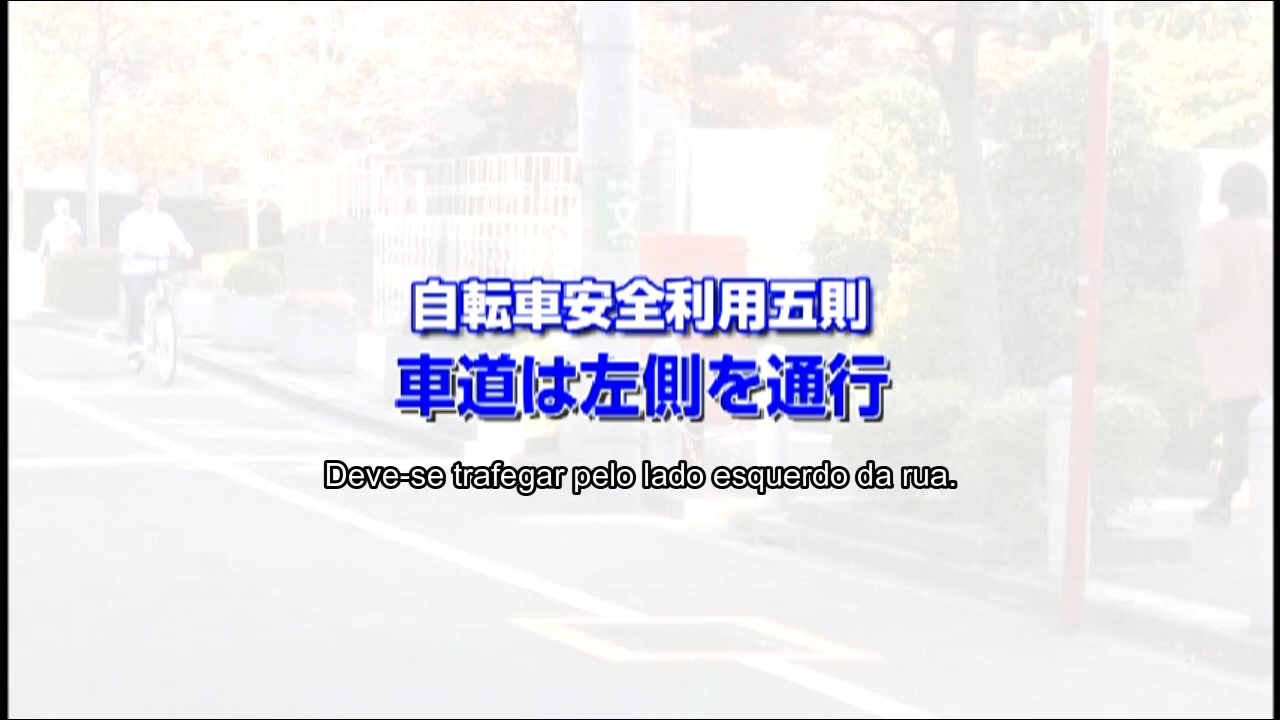 文
自転車安全利用五則
車道は左側を通行
Deve-se trafegar pelo lado esquerdo da rua.